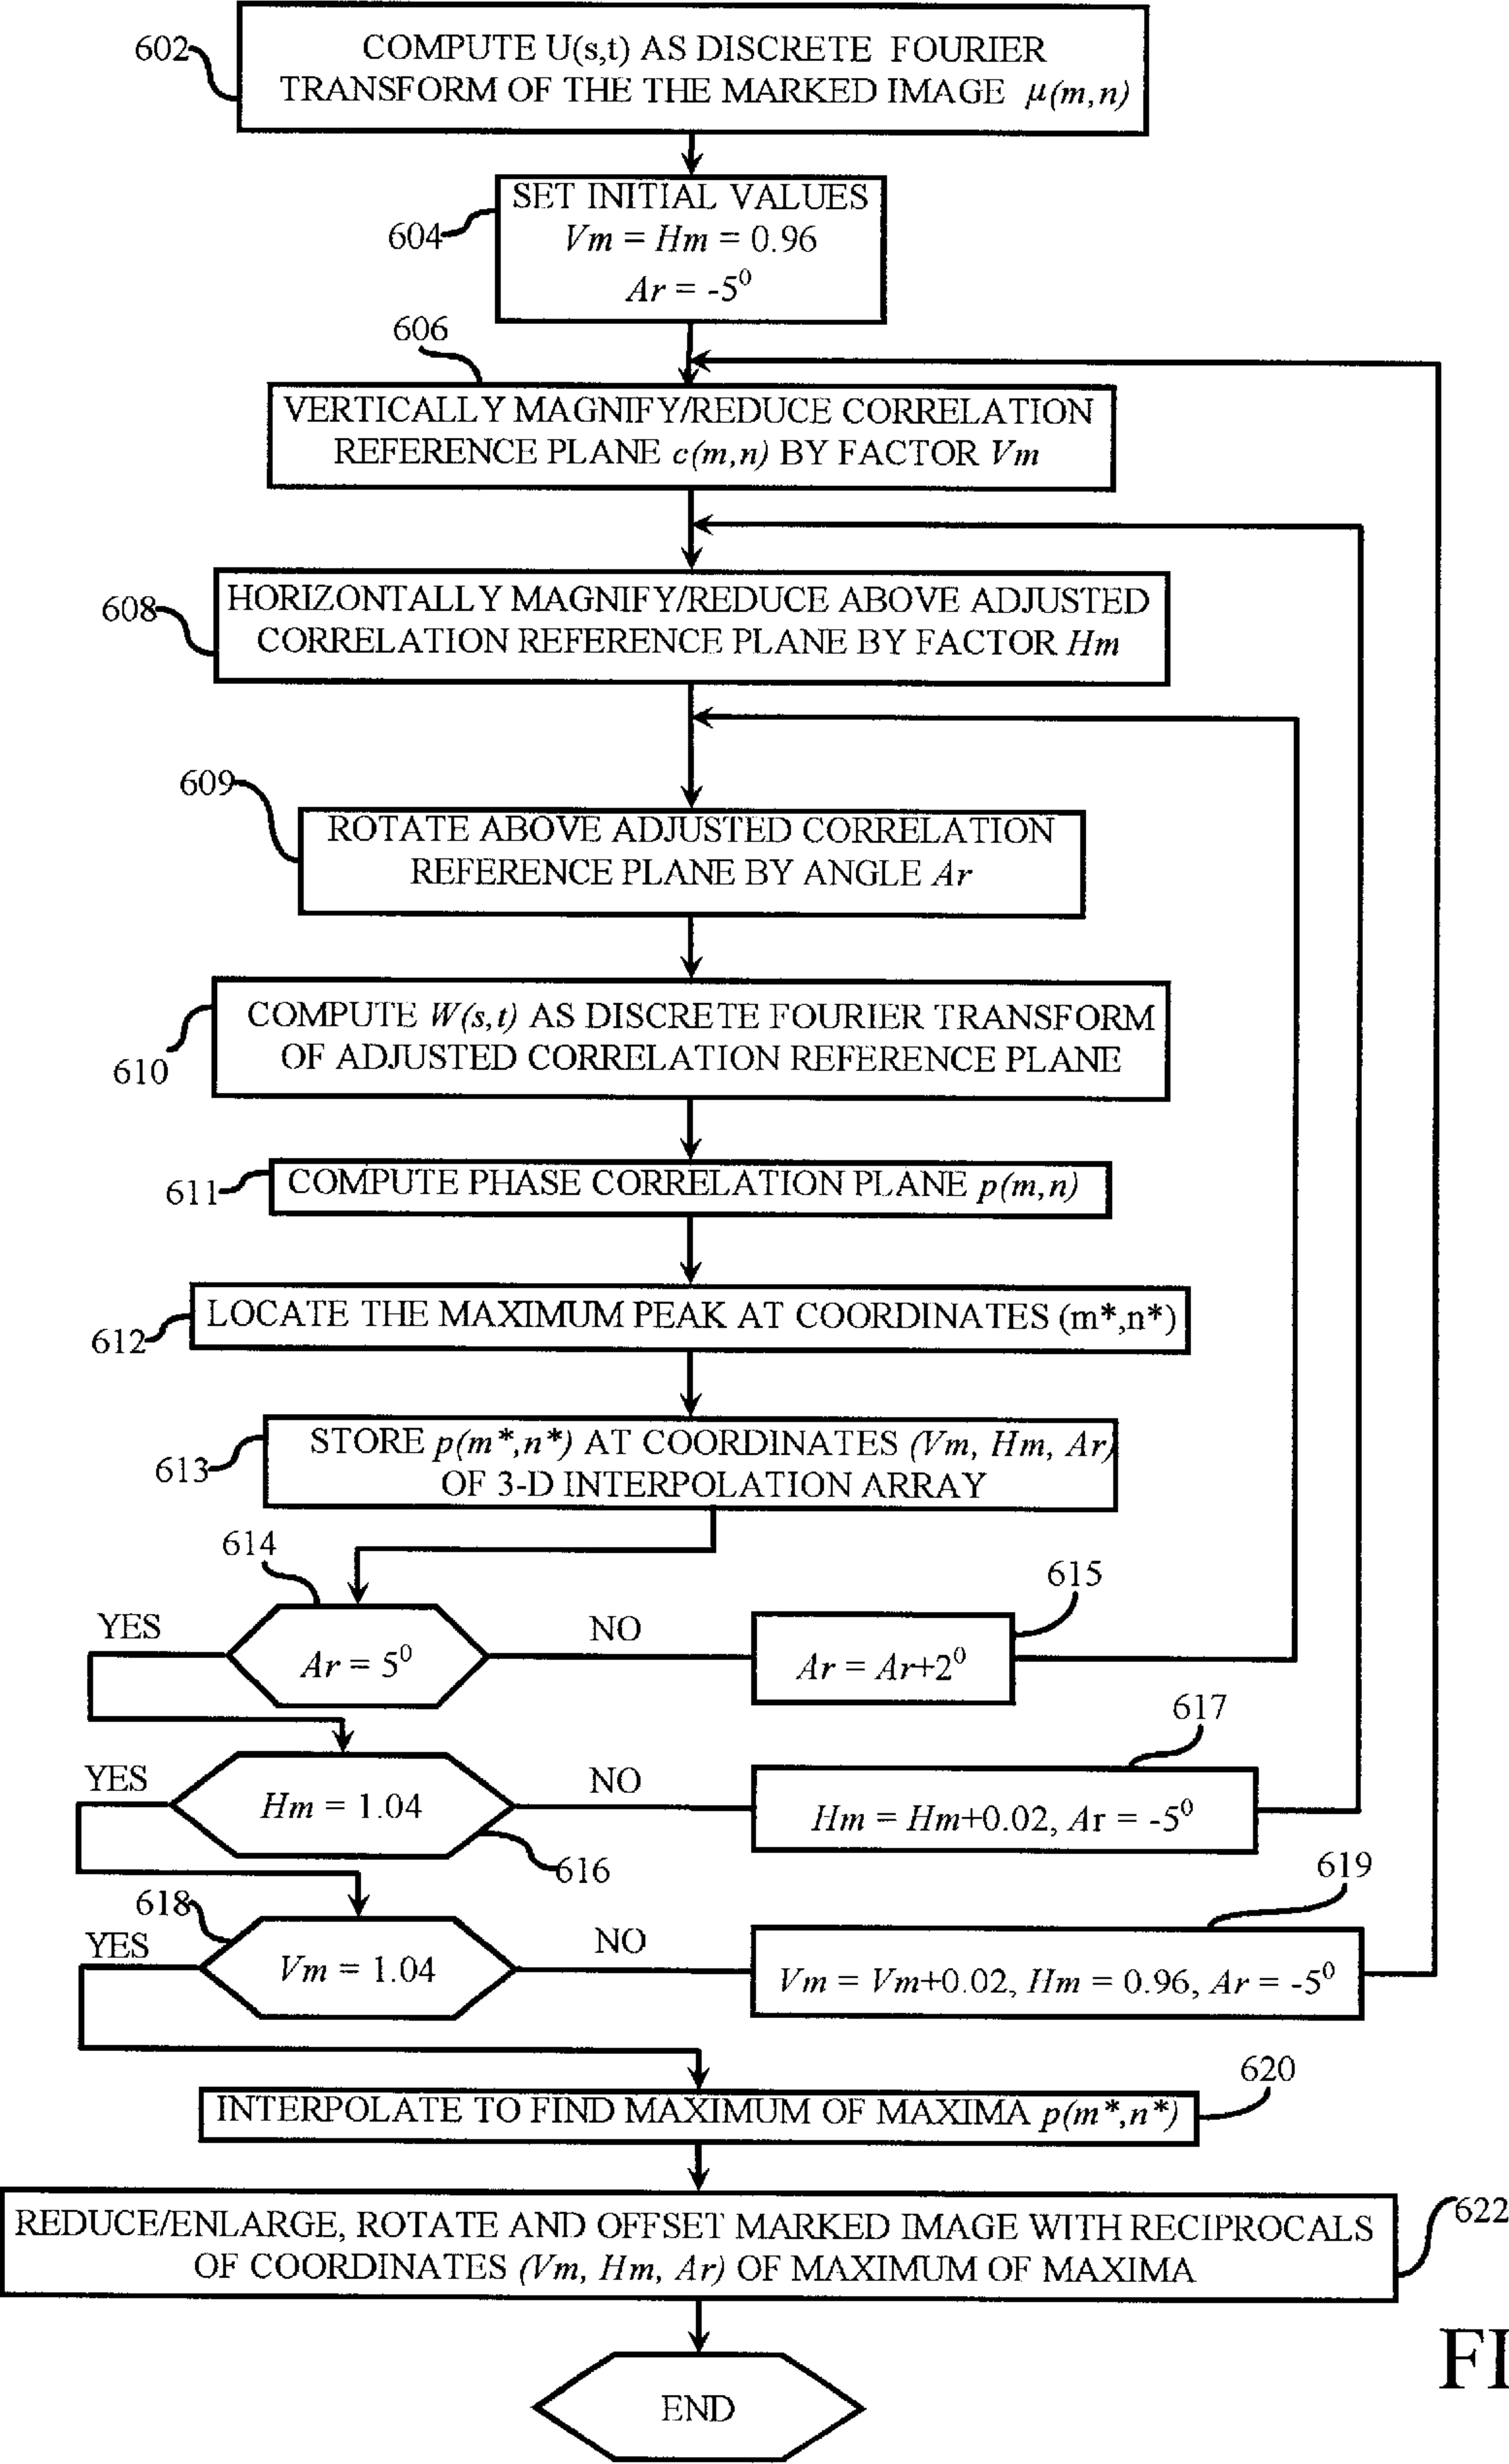 602
COMPUTE U(s,t) AS DISCRETE FOURIER
TRANSFORM OF THE THE MARKED IMAGE μ(m,n)
604
SET INITIAL VALUES
Vm = Hm = 0.96
Ar = -5⁰
606
VERTICALLY MAGNIFY/REDUCE CORRELATION
REFERENCE PLANE c(m,n) BY FACTOR Vm
608
HORIZONTALLY MAGNIFY/REDUCE ABOVE ADJUSTED
CORRELATION REFERENCE PLANE BY FACTOR Hm
609
ROTATE ABOVE ADJUSTED CORRELATION
REFERENCE PLANE BY ANGLE Ar
610
COMPUTE W(s,t) AS DISCRETE FOURIER TRANSFORM
OF ADJUSTED CORRELATION REFERENCE PLANE
611
COMPUTE PHASE CORRELATION PLANE p(m,n)
612
LOCATE THE MAXIMUM PEAK AT COORDINATES (m*,n*)
613
STORE p(m*,n*) AT COORDINATES (Vm, Hm, Ar)
OF 3-D INTERPOLATION ARRAY
614
YES
Ar = 5⁰
NO
615
Ar = Ar+2⁰
YES
Hm = 1.04
616
NO
617
Hm = Hm+0.02, Ar = -5⁰
618
YES
Vm = 1.04
NO
619
Vm = Vm+0.02, Hm = 0.96, Ar = -5⁰
620
INTERPOLATE TO FIND MAXIMUM OF MAXIMA p(m*,n*)
622
REDUCE/ENLARGE, ROTATE AND OFFSET MARKED IMAGE WITH RECIPROCALS
OF COORDINATES (Vm, Hm, Ar) OF MAXIMUM OF MAXIMA
END
FI